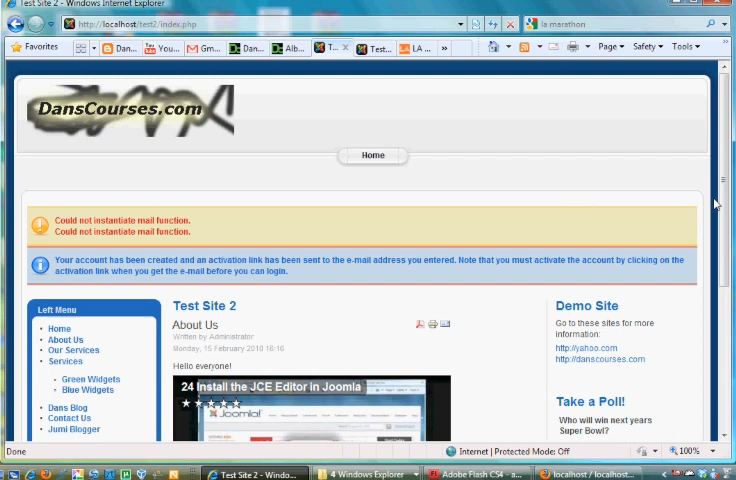 Test Site 2 - Windows Internet Explorer
http://localhost/test2/index.php
la marathon
Favorites
Dan...
You...
Gm...
Dan...
Alb...
T...
Test...
LA ...
Page
Safety
Tools
DansCourses.com
Home
Could not instantiate mail function.
Could not instantiate mail function.
Your account has been created and an activation link has been sent to the e-mail address you entered. Note that you must activate the account by clicking on the
activation link when you get the e-mail before you can login.
Left Menu
Home
About Us
Our Services
Services
Green Widgets
Blue Widgets
Dans Blog
Contact Us
Jumi Blogger
Test Site 2
About Us
Written by Administrator
Monday, 15 February 2010 16:16
Hello everyone!
24 Install the JCE Editor in Joomla
Joomla!
Demo Site
Go to these sites for more
information:
http://yahoo.com
http://danscourses.com
Take a Poll!
Who will win next years
Super Bowl?
Done
Internet | Protected Mode: Off
100%
Test Site 2 - Windo...
4 Windows Explorer
Adobe Flash CS4 - a...
localhost / localhost...